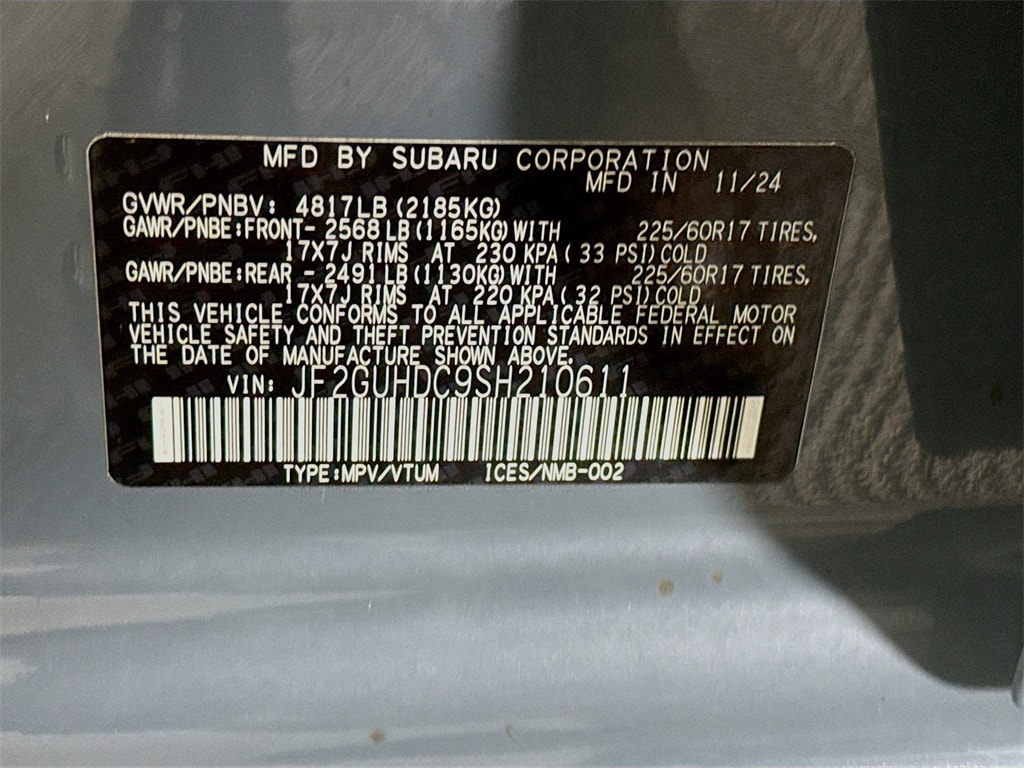 MFD BY SUBARU CORPORATION
MFD IN 11/24
GVWR/PNBV: 4817LB (2185KG)
GAWR/PNBE:FRONT- 2568 LB (1165KG) WITH 225/60R17 TIRES,
17X7J RIMS AT 230 KPA ( 33 PSI) COLD
GAWR/PNBE:REAR - 2491 LB (1130KG) WITH 225/60R17 TIRES,
17X7J RIMS AT 220 KPA ( 32 PSI) COLD
THIS VEHICLE CONFORMS TO ALL APPLICABLE FEDERAL MOTOR
VEHICLE SAFETY AND THEFT PREVENTION STANDARDS IN EFFECT ON
THE DATE OF MANUFACTURE SHOWN ABOVE.
VIN: JF2GUHDC9SH210611
TYPE:MPV/VTUM ICES/NMB-002